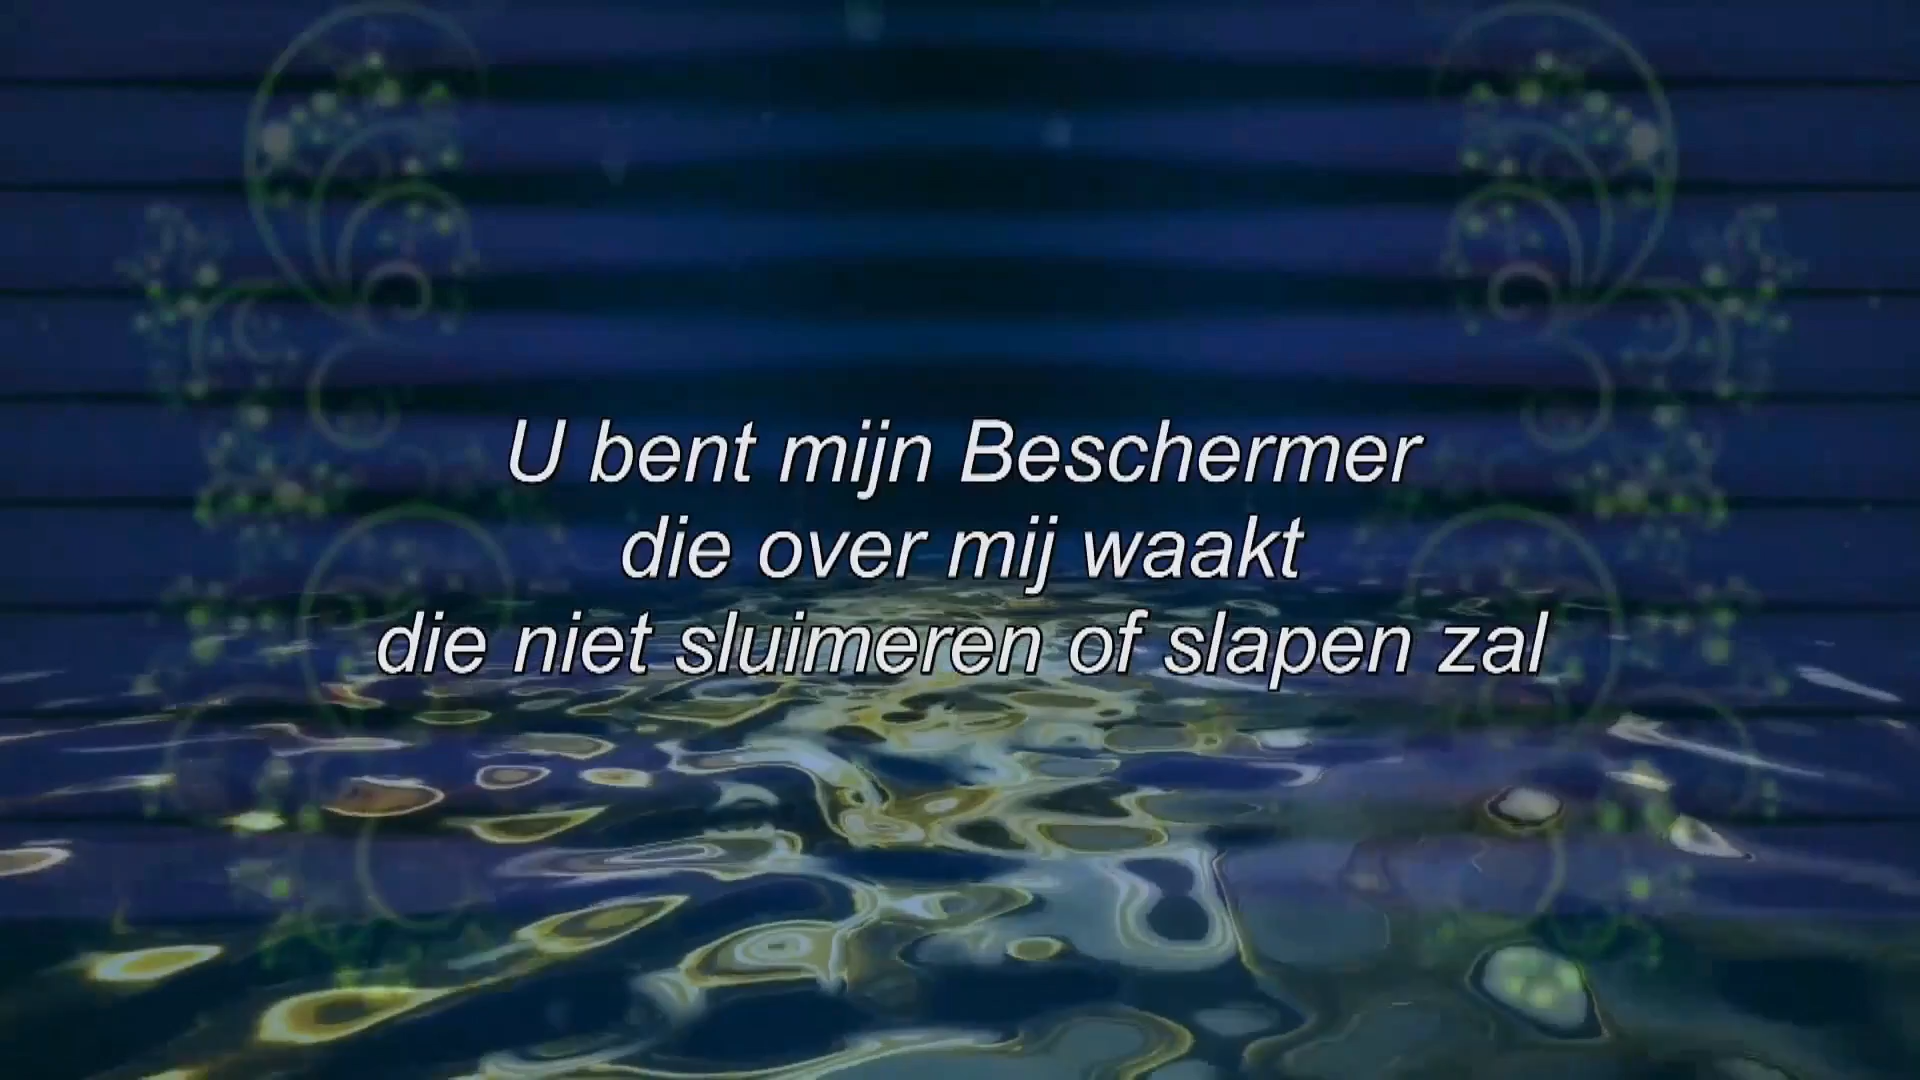 U bent mijn Beschermer
die over mij waakt
die niet sluimeren of slapen zal